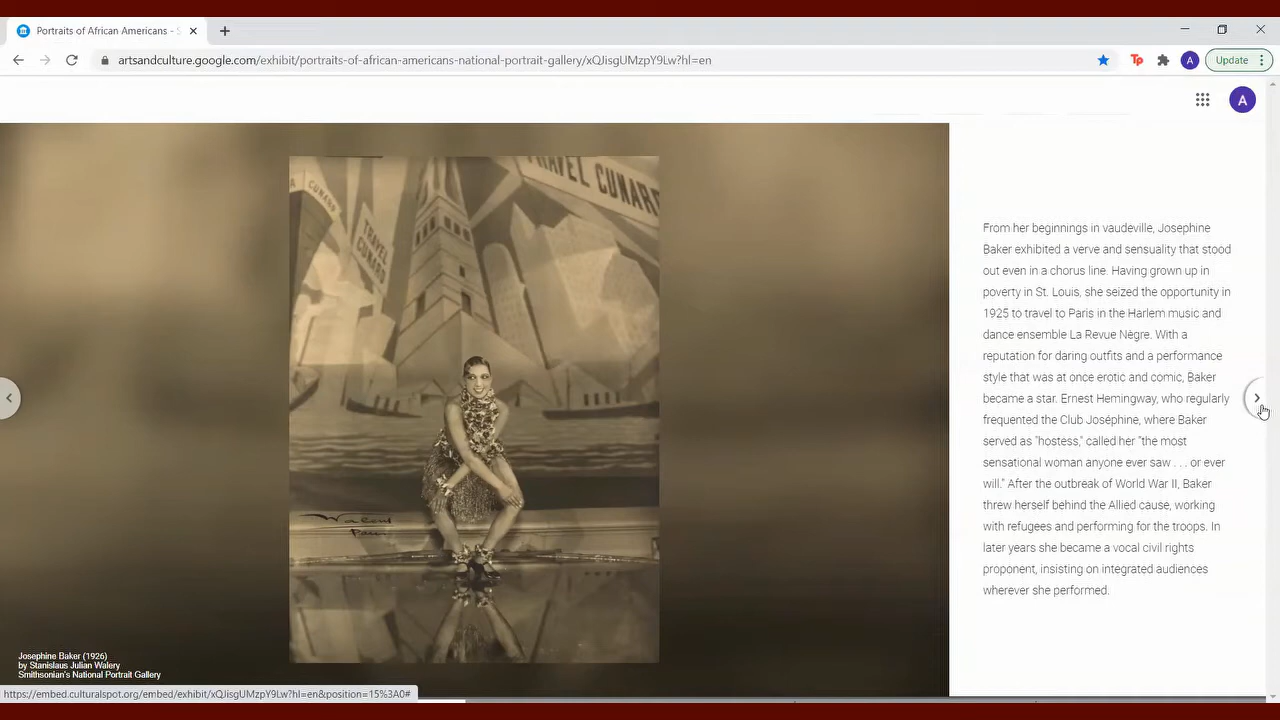 Portraits of African Americans -
artsandculture.google.com/exhibit/portraits-of-african-americans-national-portrait-gallery/xQJisgUMzpY9Lw?hl=en
Tp
A
Update
A
TRAVEL CUNARD
A CUNARD
TRAVEL
CUNARD
Walery
Paris
From her beginnings in vaudeville, Josephine
Baker exhibited a verve and sensuality that stood
out even in a chorus line. Having grown up in
poverty in St. Louis, she seized the opportunity in
1925 to travel to Paris in the Harlem music and
dance ensemble La Revue Nègre. With a
reputation for daring outfits and a performance
style that was at once erotic and comic, Baker
became a star. Ernest Hemingway, who regularly
frequented the Club Joséphine, where Baker
served as "hostess," called her "the most
sensational woman anyone ever saw . . . or ever
will." After the outbreak of World War II, Baker
threw herself behind the Allied cause, working
with refugees and performing for the troops. In
later years she became a vocal civil rights
proponent, insisting on integrated audiences
wherever she performed.
Josephine Baker (1926)
by Stanislaus Julian Walery
Smithsonian's National Portrait Gallery
https://embed.culturalspot.org/embed/exhibit/xQJisgUMzpY9Lw?hl=en&position=15%3A0#